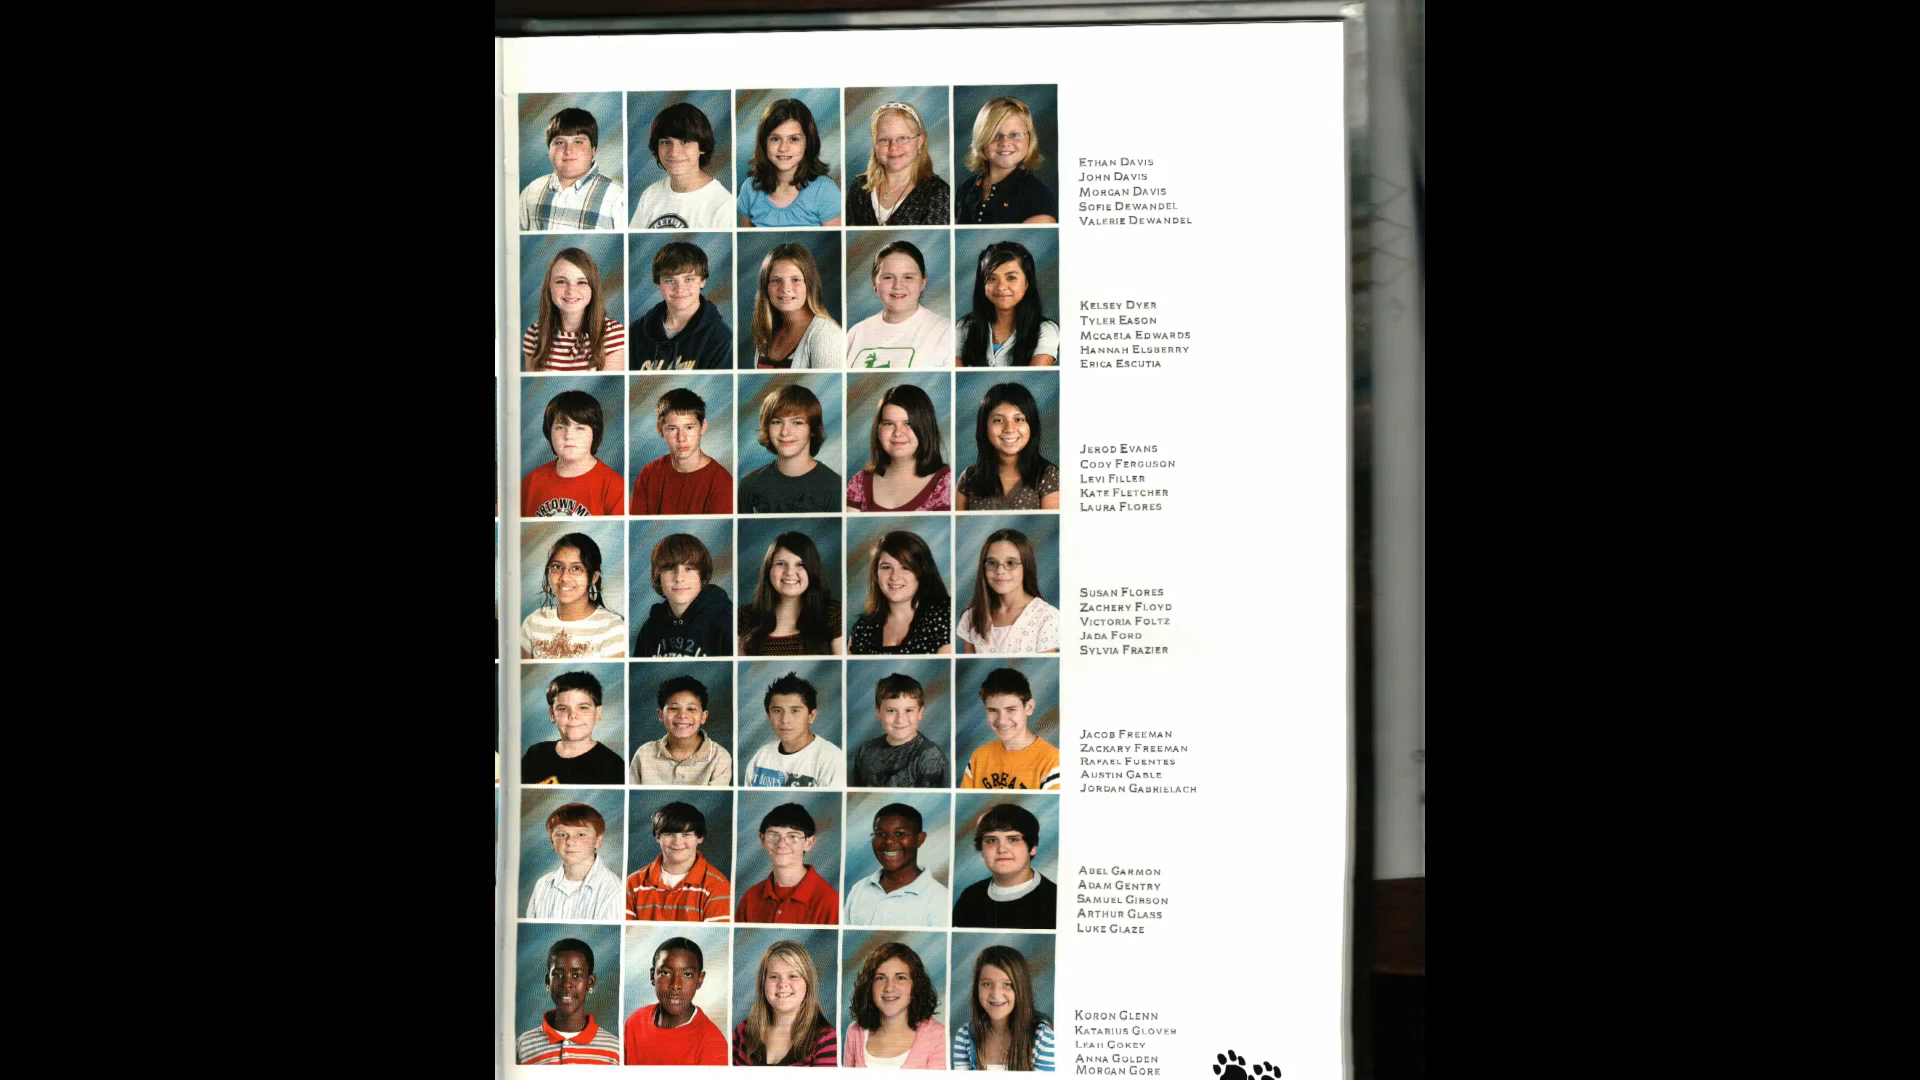 ETHAN DAVIS
JOHN DAVIS
MORGAN DAVIS
SOFIE DEWANDEL
VALERIE DEWANDEL
KELSEY DYER
TYLER EASON
MCCAELA EDWARDS
HANNAH ELSBERRY
ERICA ESCUTIA
JEROD EVANS
CODY FERGUSON
LEVI FILLER
KATE FLETCHER
LAURA FLORES
SUSAN FLORES
ZACHERY FLOYD
VICTORIA FOLTZ
JADA FORD
SYLVIA FRAZIER
1892
JACOB FREEMAN
ZACKARY FREEMAN
RAFAEL FUENTES
AUSTIN GABLE
JORDAN GABRIELACH
GREAT
ABEL GARMON
ADAM GENTRY
SAMUEL GIBSON
ARTHUR GLASS
LUKE GLAZE
KORON GLENN
KATARIUS GLOVER
LEAH GOKEY
ANNA GOLDEN
MORGAN GORE